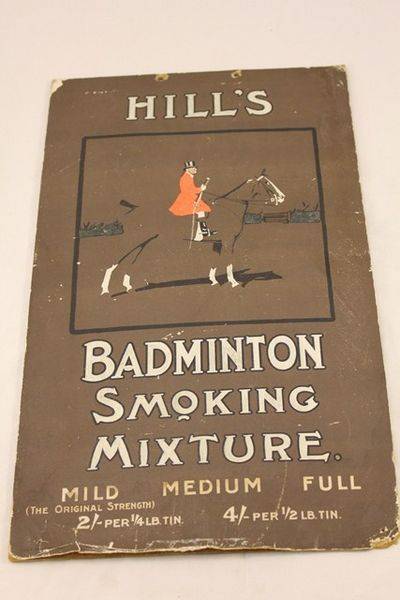 HILL'S
BADMINTON
SMOKING
MIXTURE.
MILD MEDIUM FULL
(THE ORIGINAL STRENGTH)
2/- PER 1/4 LB. TIN. 4/- PER 1/2 LB. TIN.